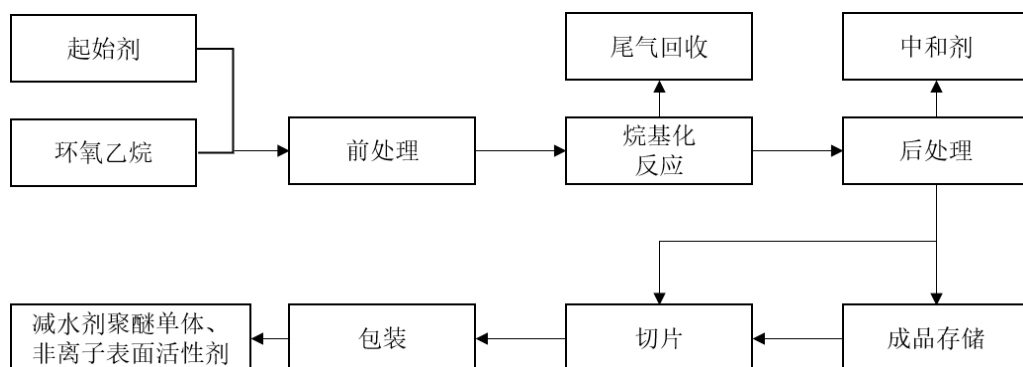 起始剂
尾气回收
中和剂
环氧乙烷
前处理
烷基化
反应
后处理
减水剂聚醚单体、
非离子表面活性剂
包装
切片
成品存储